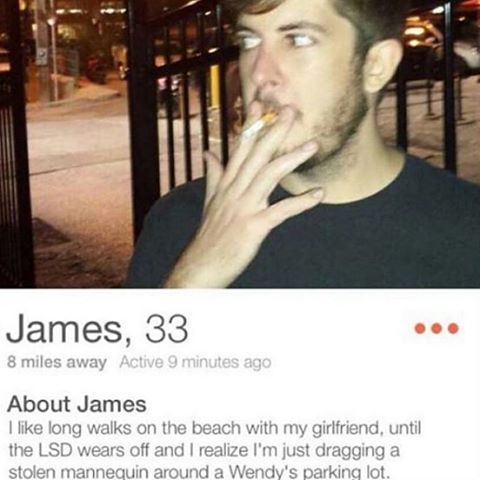 James, 33
8 miles away Active 9 minutes ago
About James
I like long walks on the beach with my girlfriend, until
the LSD wears off and I realize I'm just dragging a
stolen mannequin around a Wendy's parking lot.